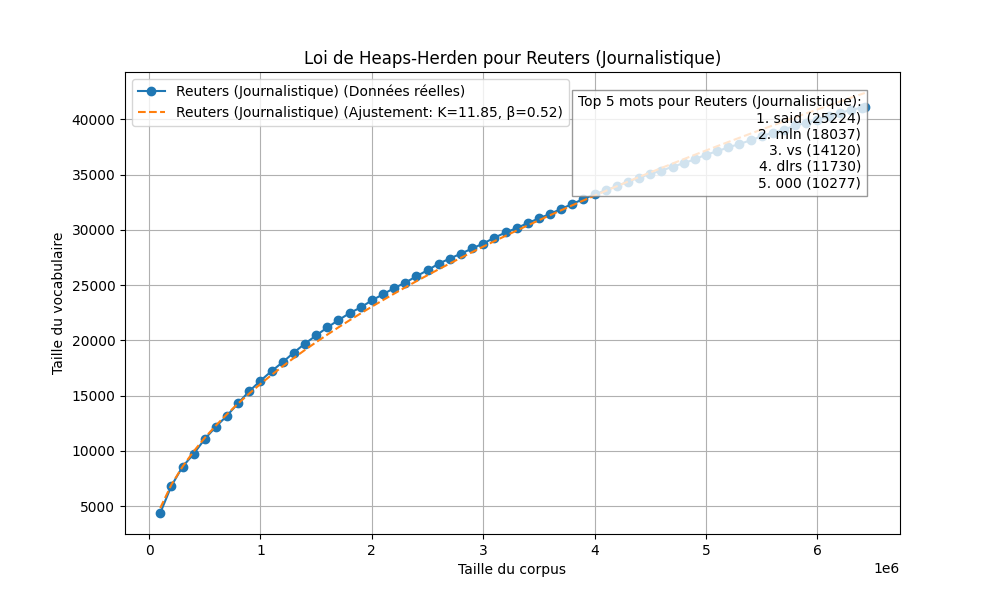 Loi de Heaps-Herden pour Reuters (Journalistique)
Reuters (Journalistique) (Données réelles)
Reuters (Journalistique) (Ajustement: K=11.85, β=0.52)
Top 5 mots pour Reuters (Journalistique):
1. said (25224)
2. mln (18037)
3. vs (14120)
4. dlrs (11730)
5. 000 (10277)
Taille du vocabulaire
40000
35000
30000
25000
20000
15000
10000
5000
0 1 2 3 4 5 6
1e6
Taille du corpus